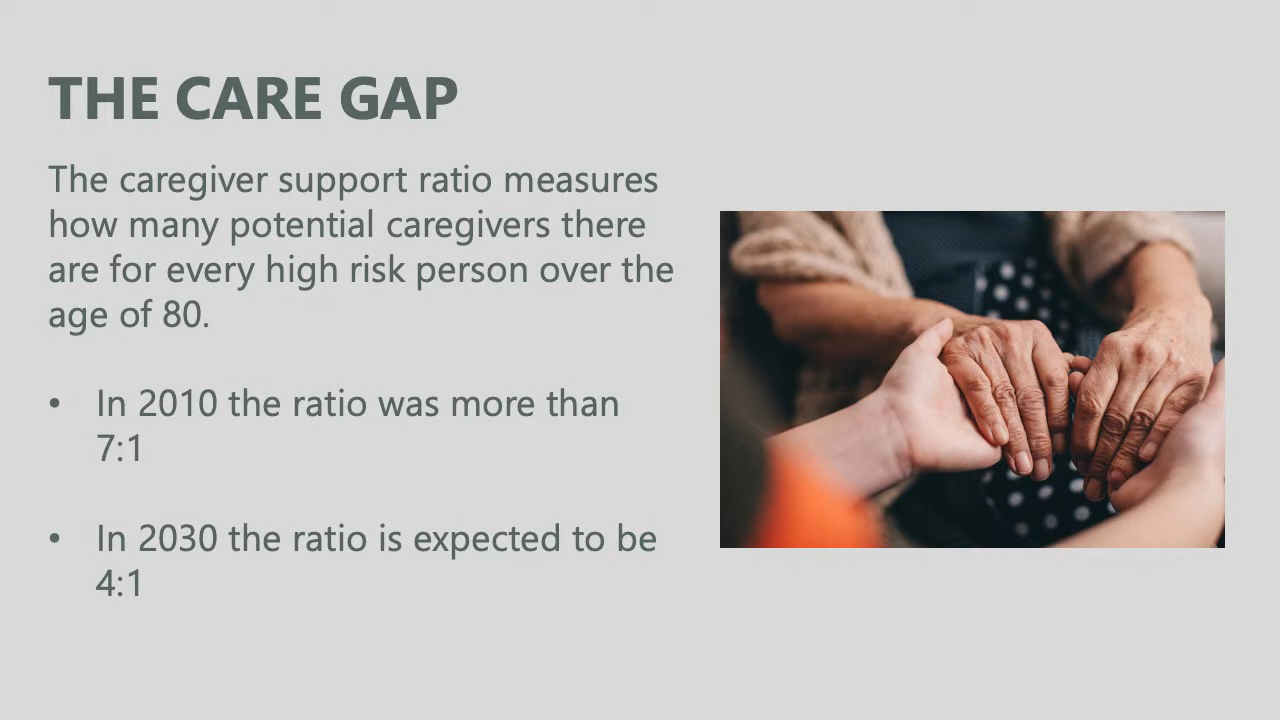 THE CARE GAP
The caregiver support ratio measures
how many potential caregivers there
are for every high risk person over the
age of 80.
• In 2010 the ratio was more than
7:1
• In 2030 the ratio is expected to be
4:1